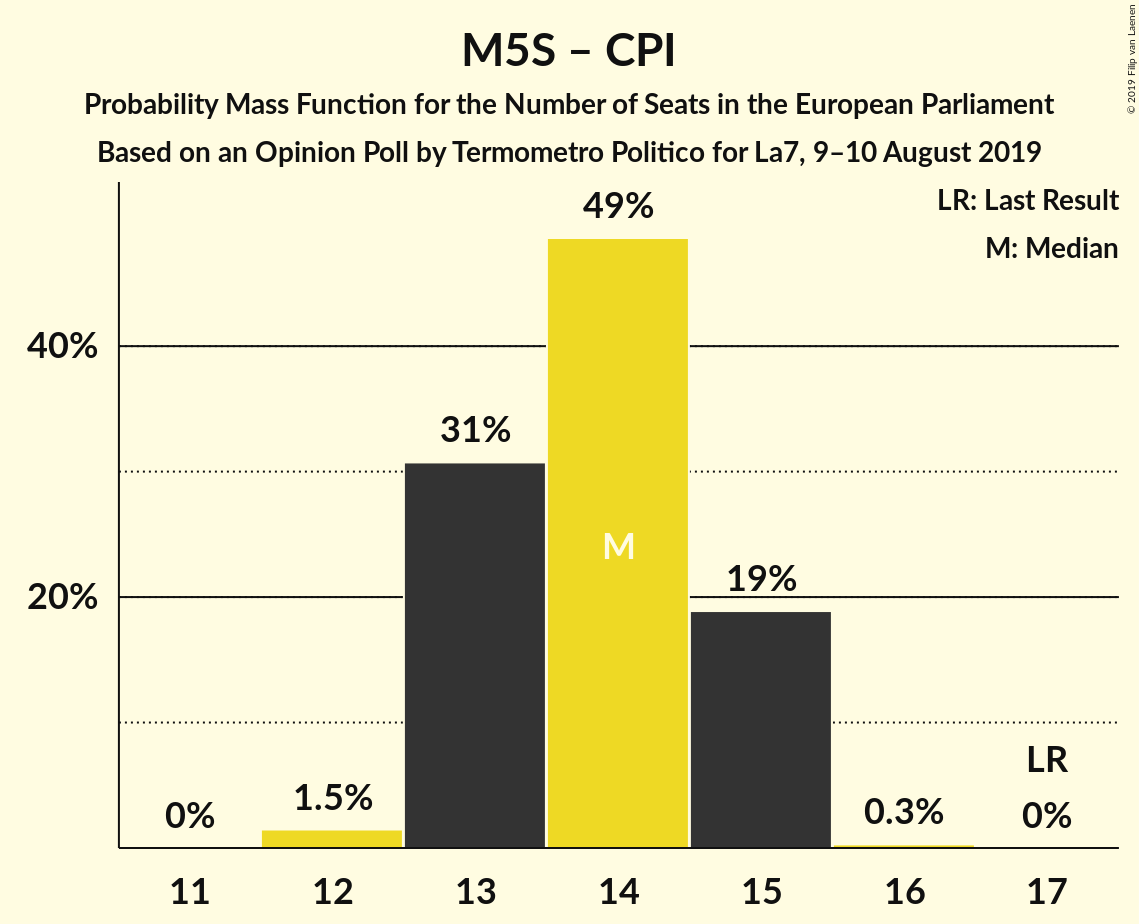 M5S – CPI
Probability Mass Function for the Number of Seats in the European Parliament
Based on an Opinion Poll by Termometro Politico for La7, 9–10 August 2019
© 2019 Filip van Laenen
LR: Last Result
M: Median
49%
40%
31%
M
20%
19%
LR
0%
1.5%
0.3%
0%
11 12 13 14 15 16 17